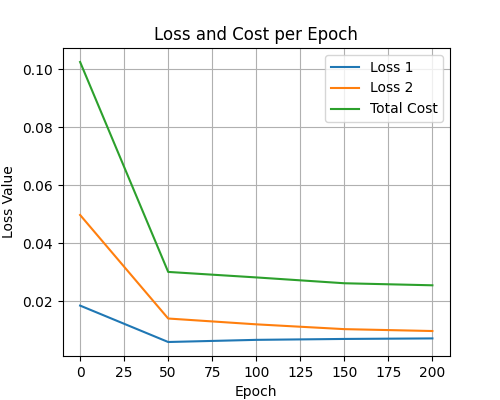 Loss and Cost per Epoch
Loss 1
Loss 2
Total Cost
Loss Value
0.10
0.08
0.06
0.04
0.02
0 25 50 75 100 125 150 175 200
Epoch